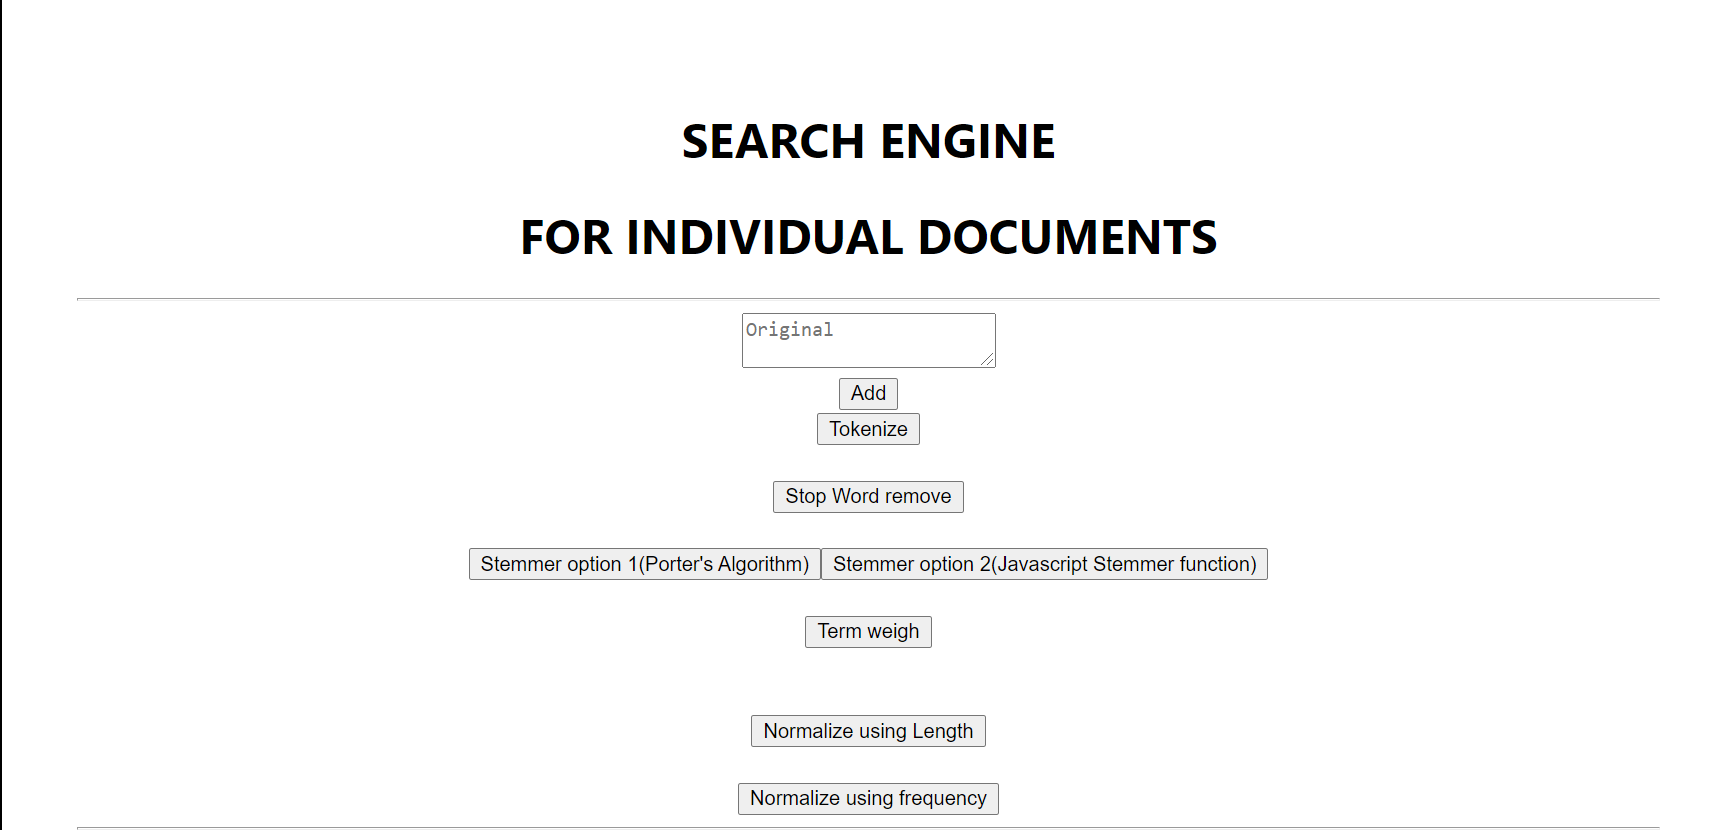 SEARCH ENGINE
FOR INDIVIDUAL DOCUMENTS
Original
Add
Tokenize
Stop Word remove
Stemmer option 1(Porter's Algorithm) Stemmer option 2(Javascript Stemmer function)
Term weigh
Normalize using Length
Normalize using frequency